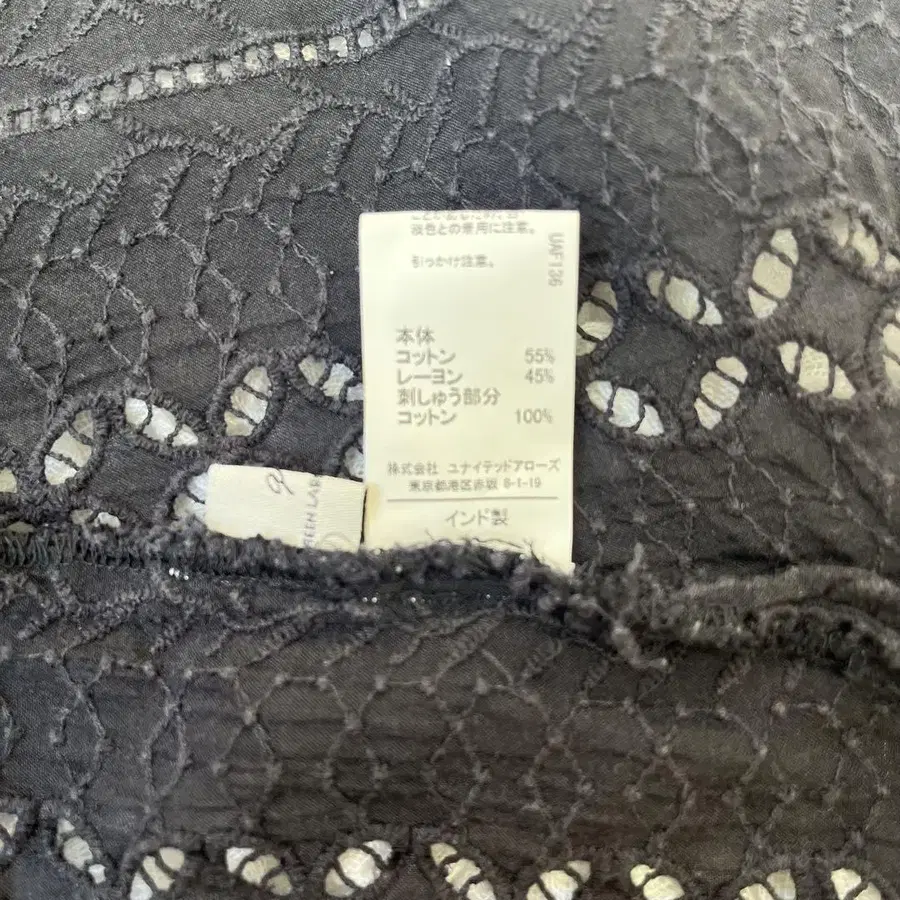 淡色との着用に注意。
引っかけ注意。
UAF136
本体
コットン 55%
レーヨン 45%
刺しゅう部分
コットン 100%
株式会社 ユナイテッドアローズ
東京都港区赤坂 8-1-19
インド製